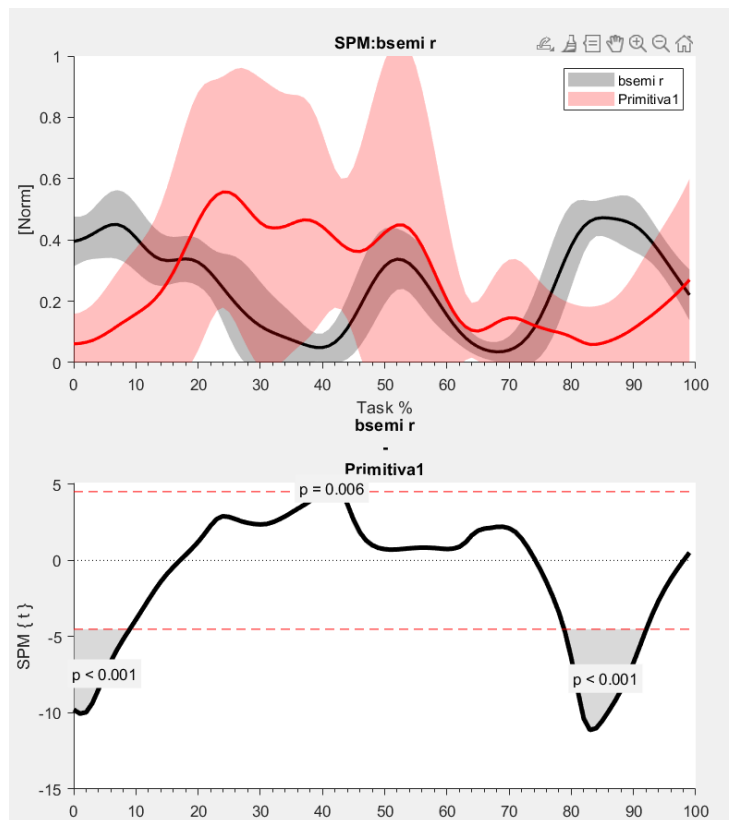 SPM:bsemi r
bsemi r
Primitiva1
1
0.8
0.6
0.4
0.2
0
[Norm]
0 10 20 30 40 50 60 70 80 90 100
Task %
bsemi r
-
Primitiva1
5
0
-5
-10
-15
SPM { t }
p = 0.006
p < 0.001
p < 0.001
0 10 20 30 40 50 60 70 80 90 100